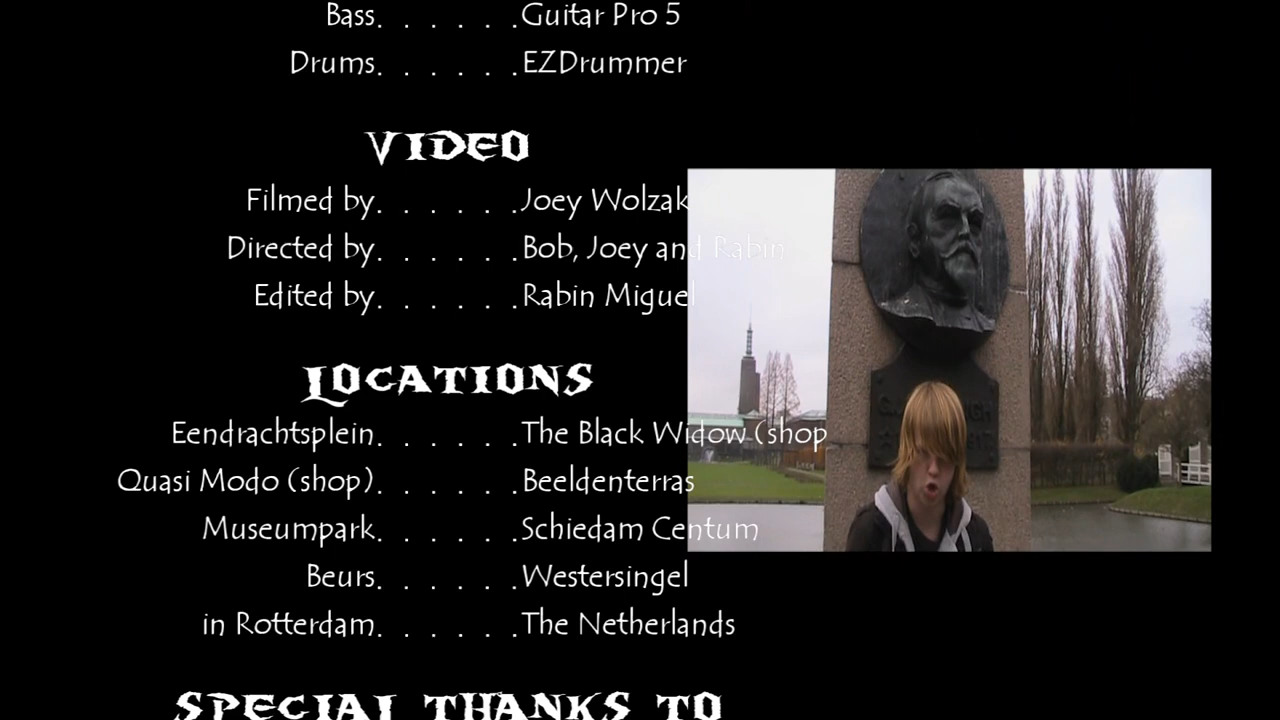 Bass. . . . . .Guitar Pro 5
Drums. . . . . .EZDrummer
VIDEO
Filmed by. . . . . .Joey Wolzak
Directed by. . . . . .Bob, Joey and Rabin
Edited by. . . . . .Rabin Miguel
LOCATIONS
Eendrachtsplein. . . . . .The Black Widow (shop
Quasi Modo (shop). . . . . .Beeldenterras
Museumpark. . . . . .Schiedam Centum
Beurs. . . . . .Westersingel
in Rotterdam. . . . . .The Netherlands
SPECIAL THANKS TO